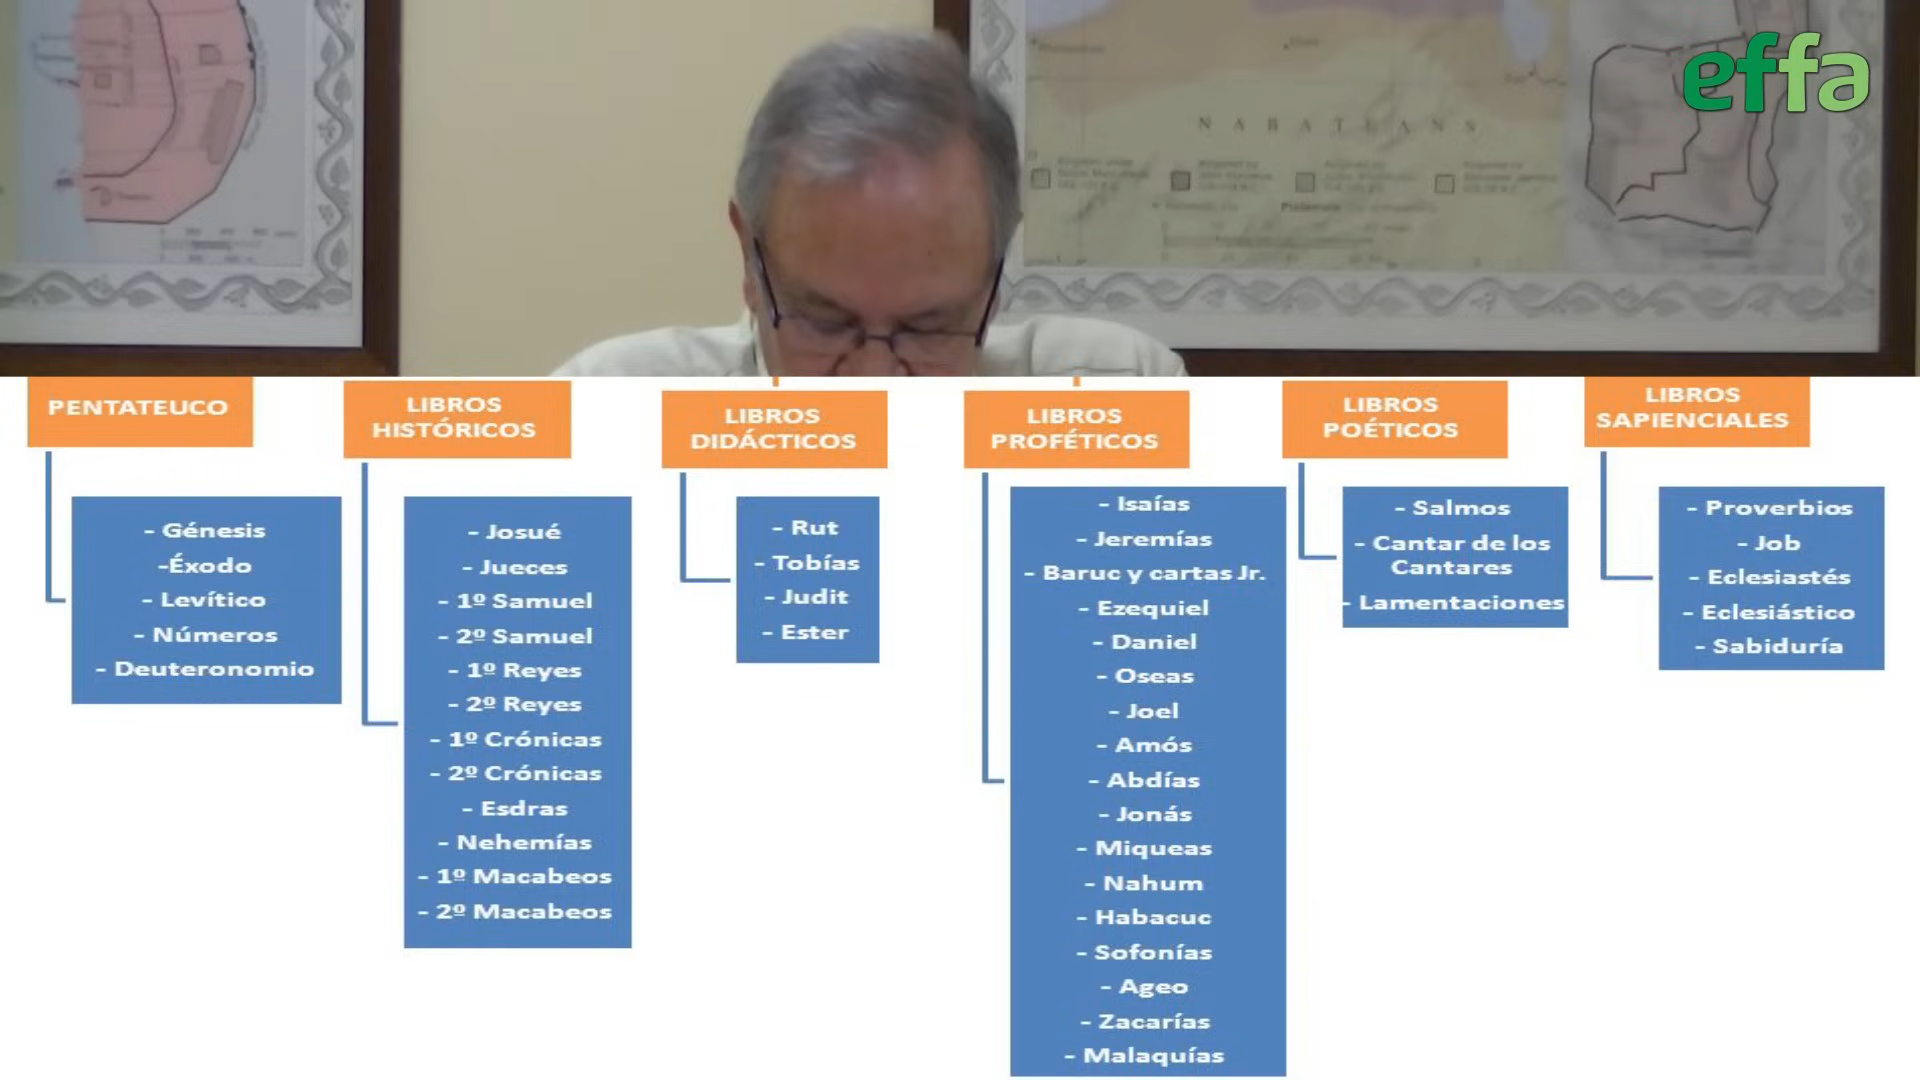 effa
NABATEANS
PENTATEUCO
- Génesis
-Éxodo
- Levítico
- Números
- Deuteronomio
LIBROS
HISTÓRICOS
- Josué
- Jueces
- 1º Samuel
- 2º Samuel
- 1º Reyes
- 2º Reyes
- 1º Crónicas
- 2º Crónicas
- Esdras
- Nehemías
- 1º Macabeos
- 2º Macabeos
LIBROS
DIDÁCTICOS
- Rut
- Tobías
- Judit
- Ester
LIBROS
PROFÉTICOS
- Isaías
- Jeremías
- Baruc y cartas Jr.
- Ezequiel
- Daniel
- Oseas
- Joel
- Amós
- Abdías
- Jonás
- Miqueas
- Nahum
- Habacuc
- Sofonías
- Ageo
- Zacarías
- Malaquías
LIBROS
POÉTICOS
- Salmos
- Cantar de los
Cantares
- Lamentaciones
LIBROS
SAPIENCIALES
- Proverbios
- Job
- Eclesiastés
- Eclesiástico
- Sabiduría